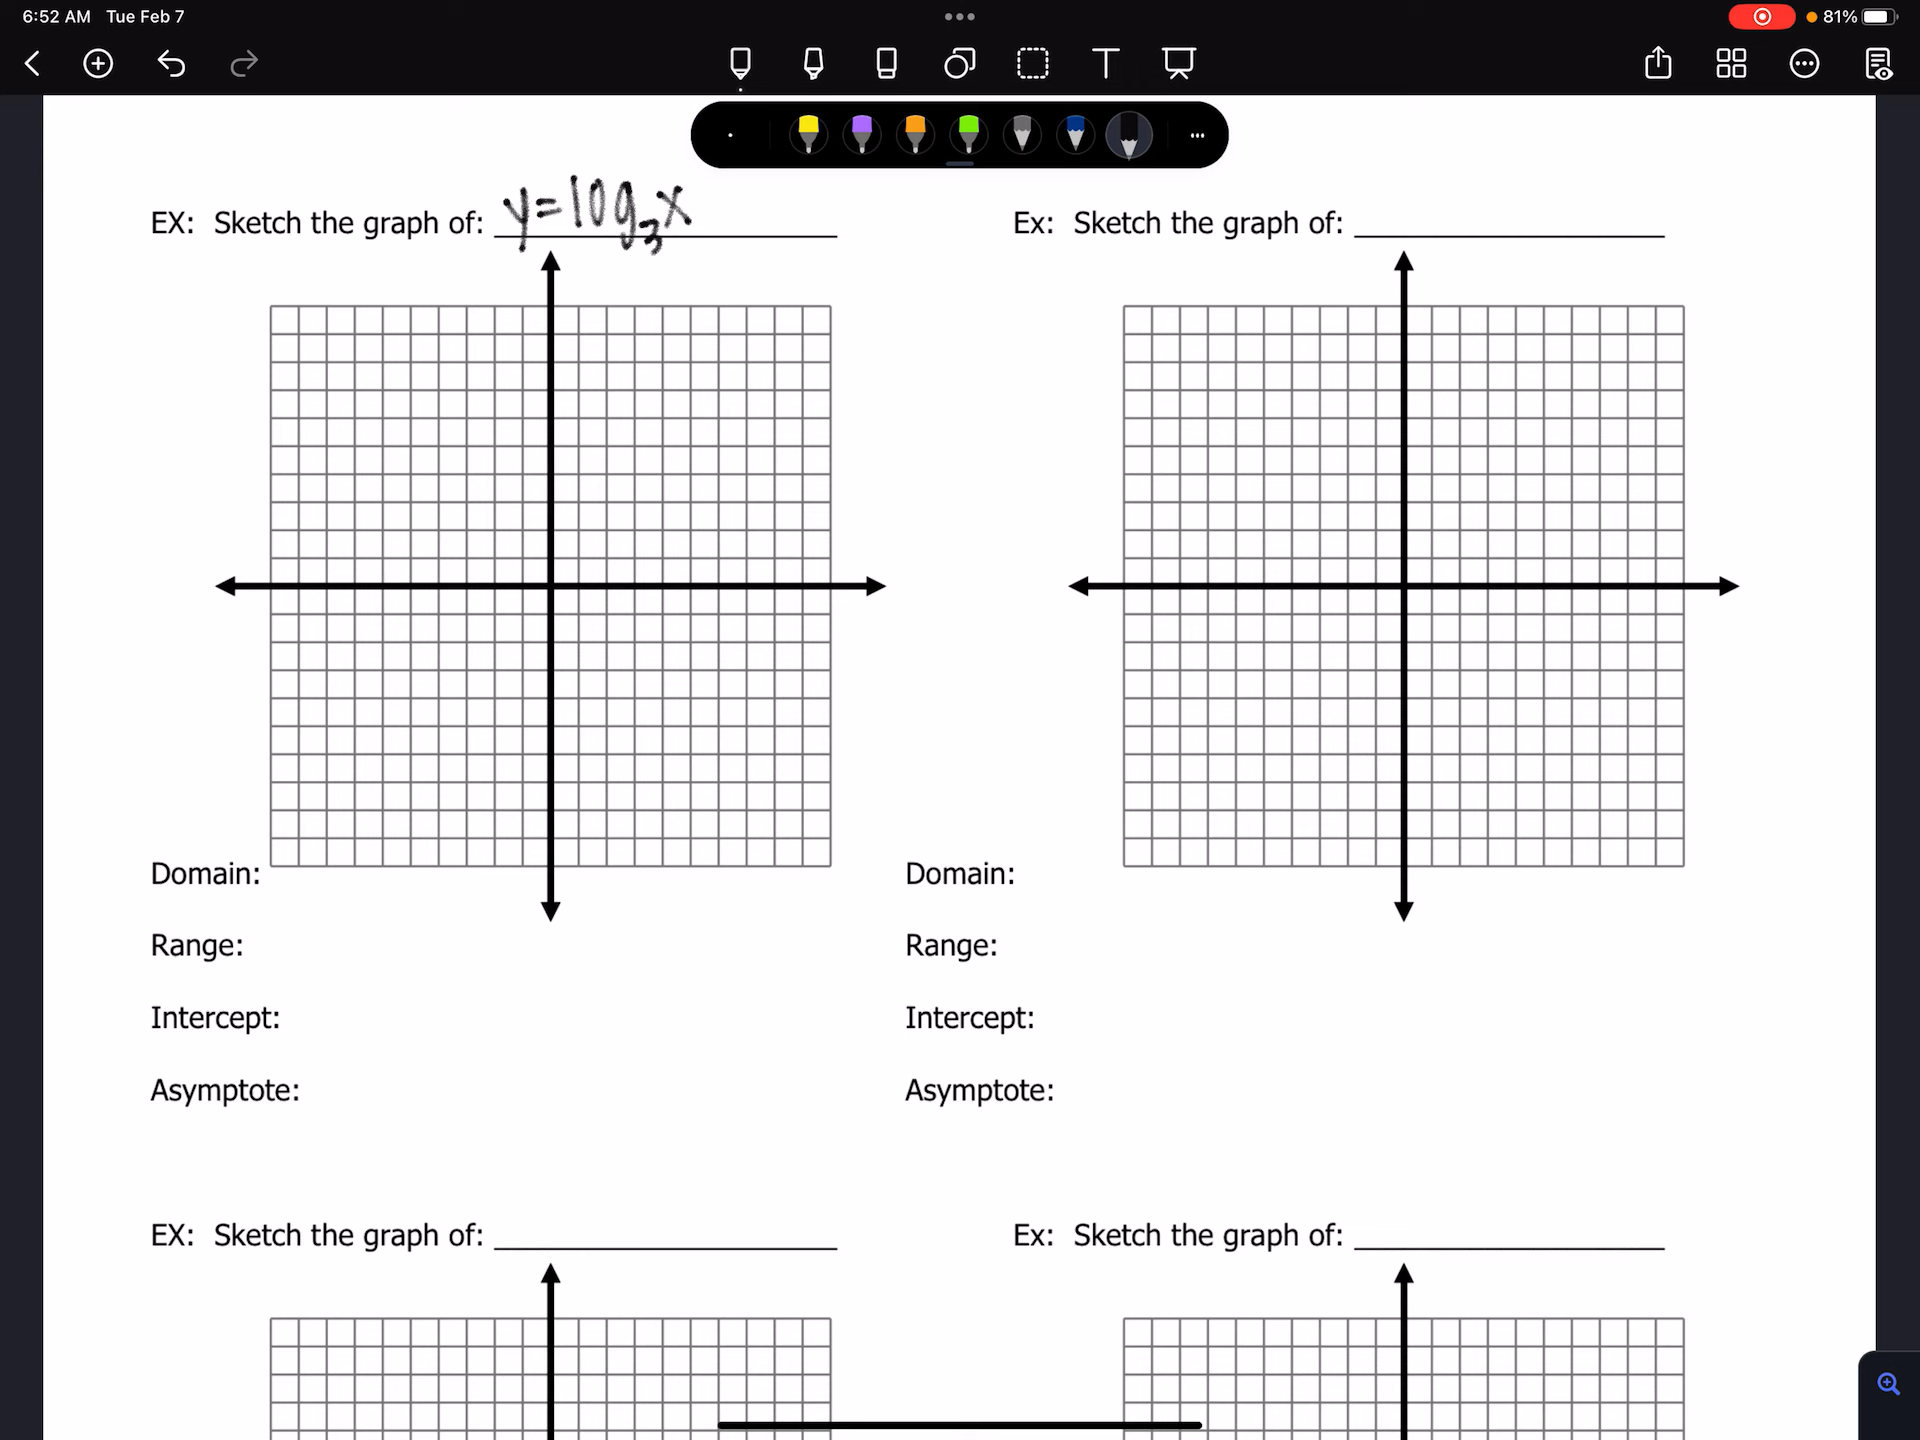 6:52 AM Tue Feb 7
81%
EX: Sketch the graph of: y=log₃x
Ex: Sketch the graph of:
Domain:
Range:
Intercept:
Asymptote:
Domain:
Range:
Intercept:
Asymptote:
EX: Sketch the graph of:
Ex: Sketch the graph of: